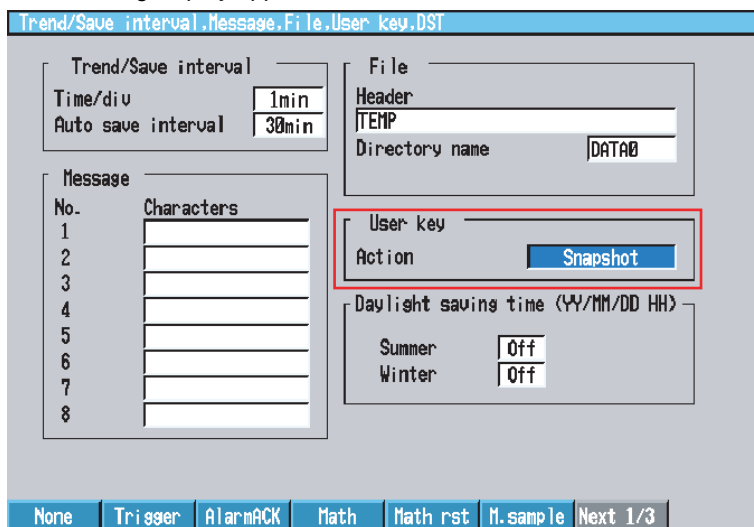 Trend/Save interval,Message,File,User key,DST
Trend/Save interval
Time/div 1min
Auto save interval 30min
Message
No. Characters
1
2
3
4
5
6
7
8
File
Header
TEMP
Directory name DATA0
User key
Action Snapshot
Daylight saving time (YY/MM/DD HH)
Summer Off
Winter Off
None Trigger AlarmACK Math Math rst M.sample Next 1/3